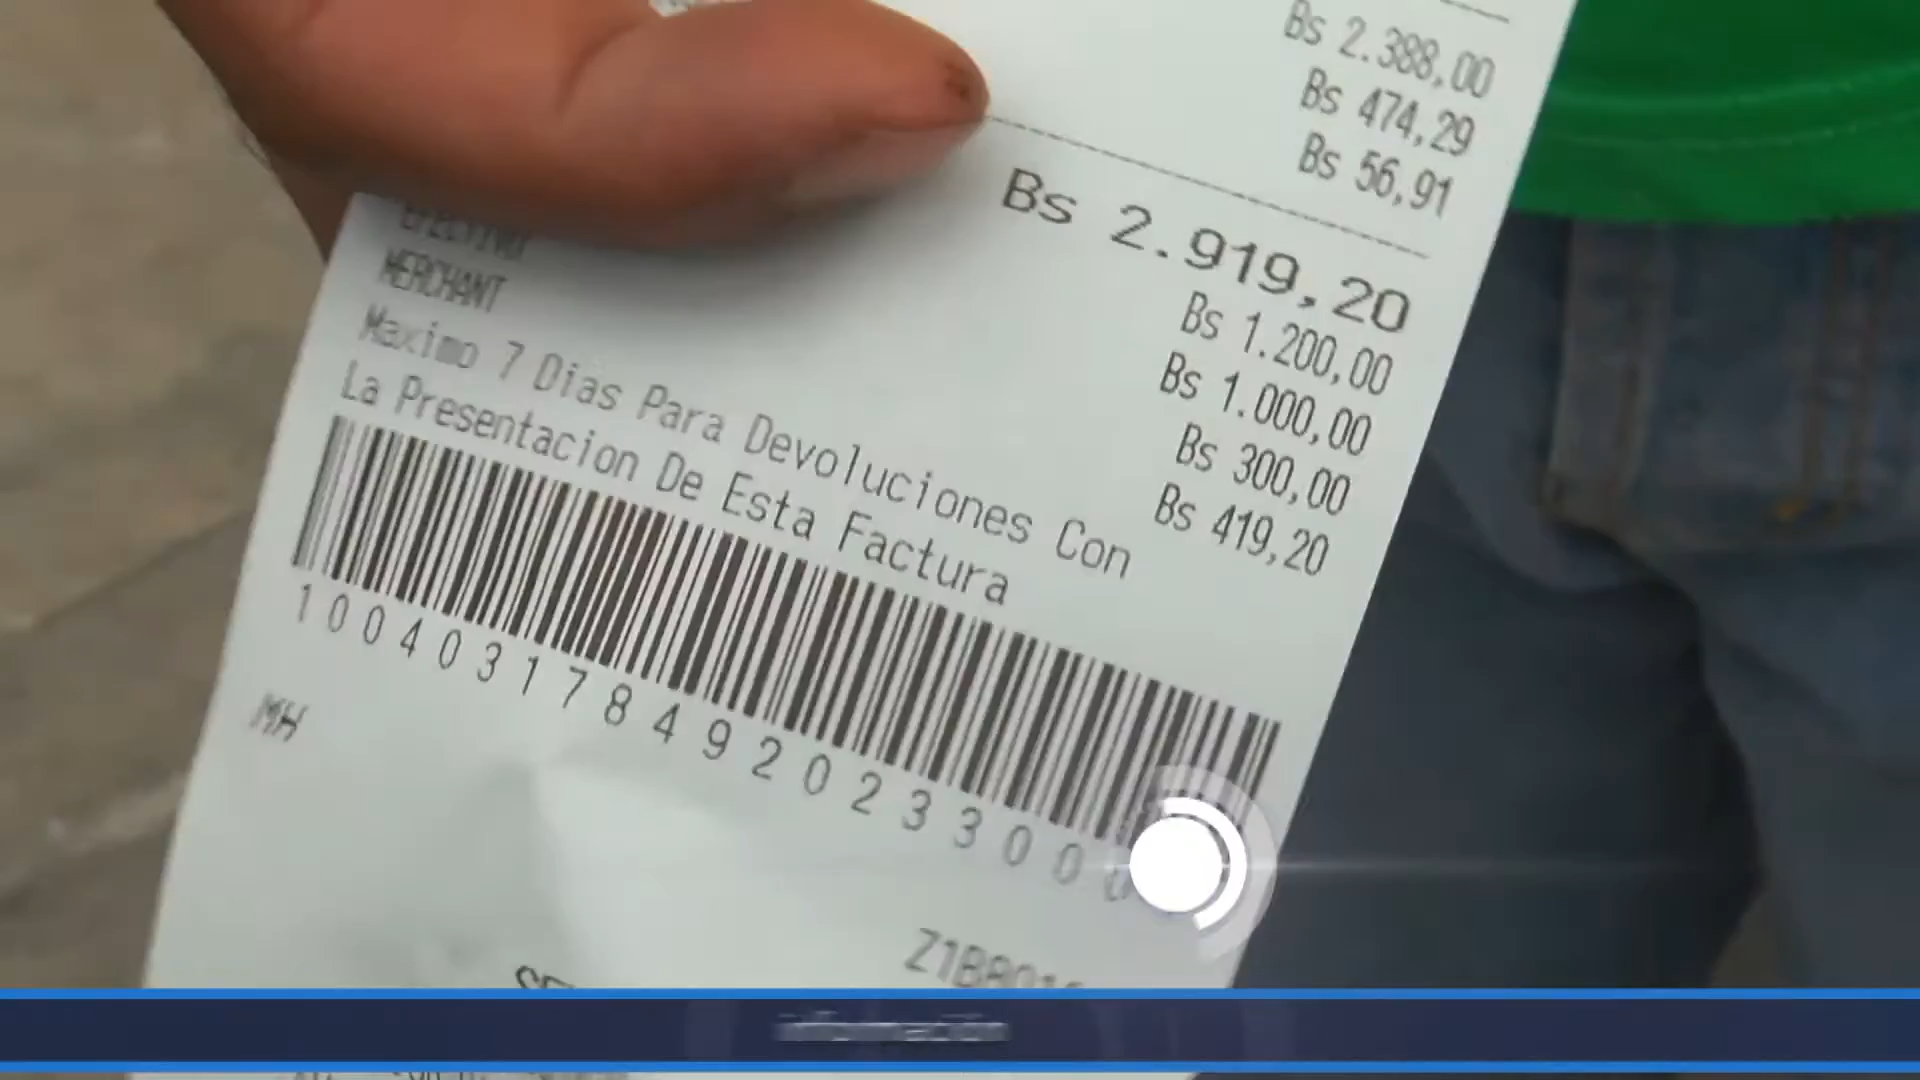 Bs 2.388,00
Bs 474,29
Bs 56,91
Bs 2.919,20
EFECTIVO
Bs 1.200,00
MERCHANT
Bs 1.000,00
Bs 300,00
Bs 419,20
Maximo 7 Dias Para Devoluciones Con
La Presentacion De Esta Factura
1004031784920233000
MH